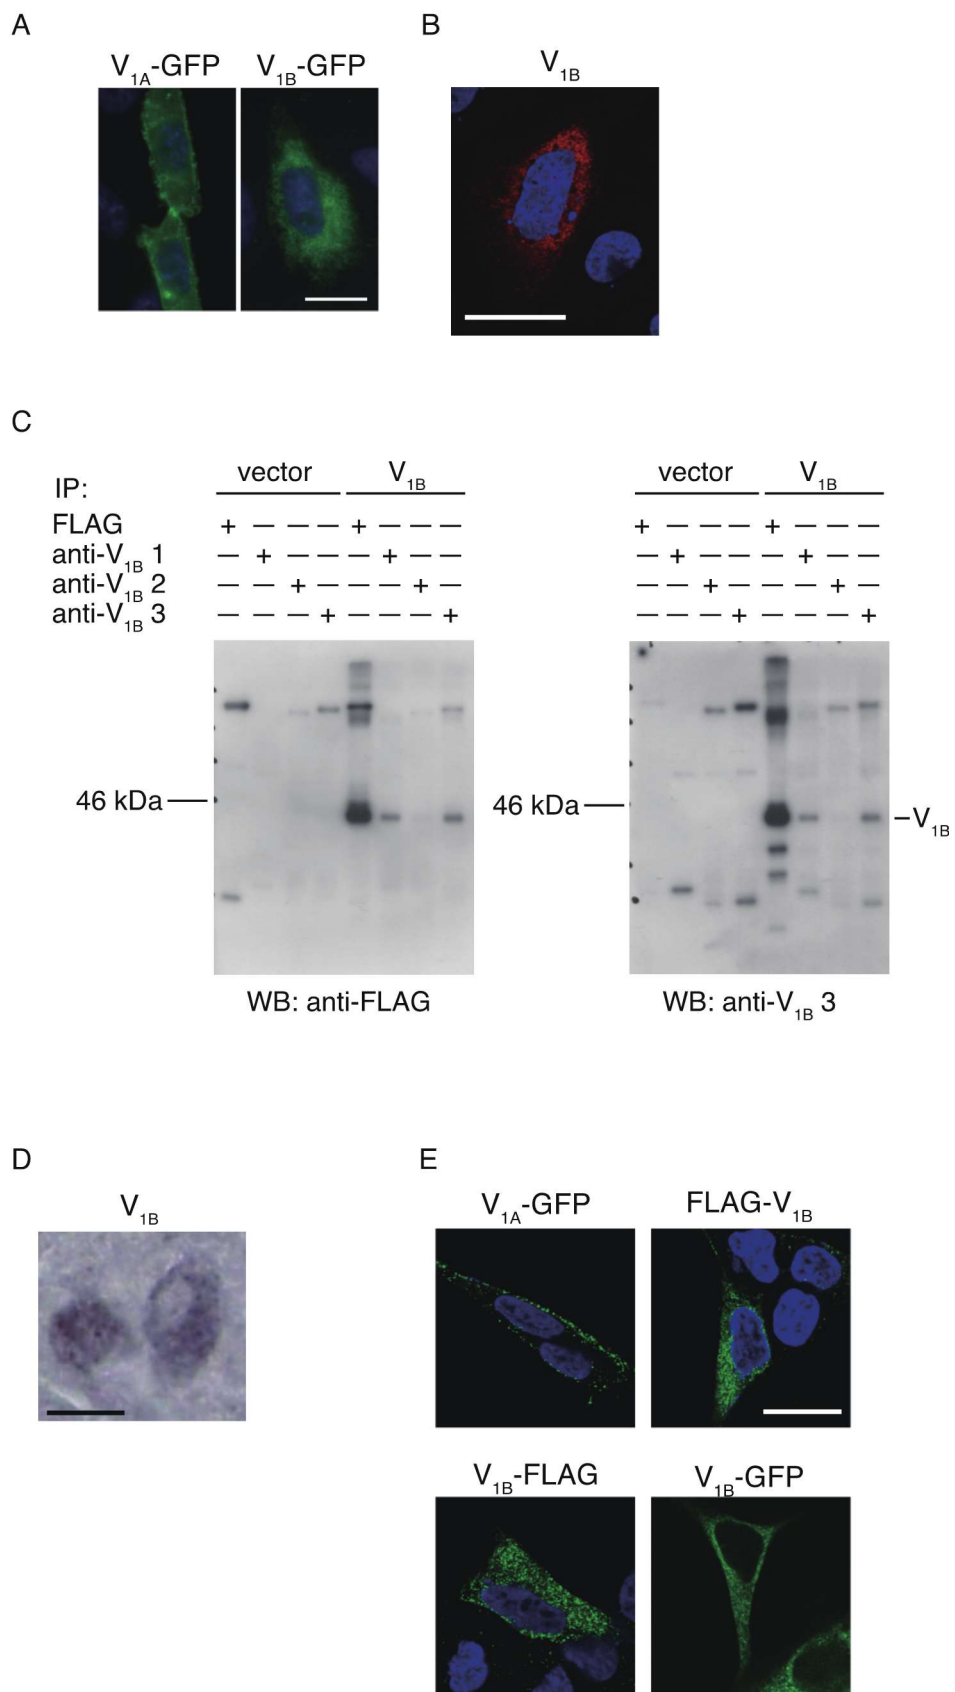 A
B
V1A-GFP V1B-GFP
V1B
C
IP: vector V1B vector V1B
FLAG + — — — + — — — + — — — + — — —
anti-V1B 1 — + — — — + — — — + — — — + — —
anti-V1B 2 — — + — — — + — — — + — — — + —
anti-V1B 3 — — — + — — — + — — — + — — — +
46 kDa
46 kDa
–V1B
WB: anti-FLAG
WB: anti-V1B 3
D
E
V1B
V1A-GFP
FLAG-V1B
V1B-FLAG
V1B-GFP